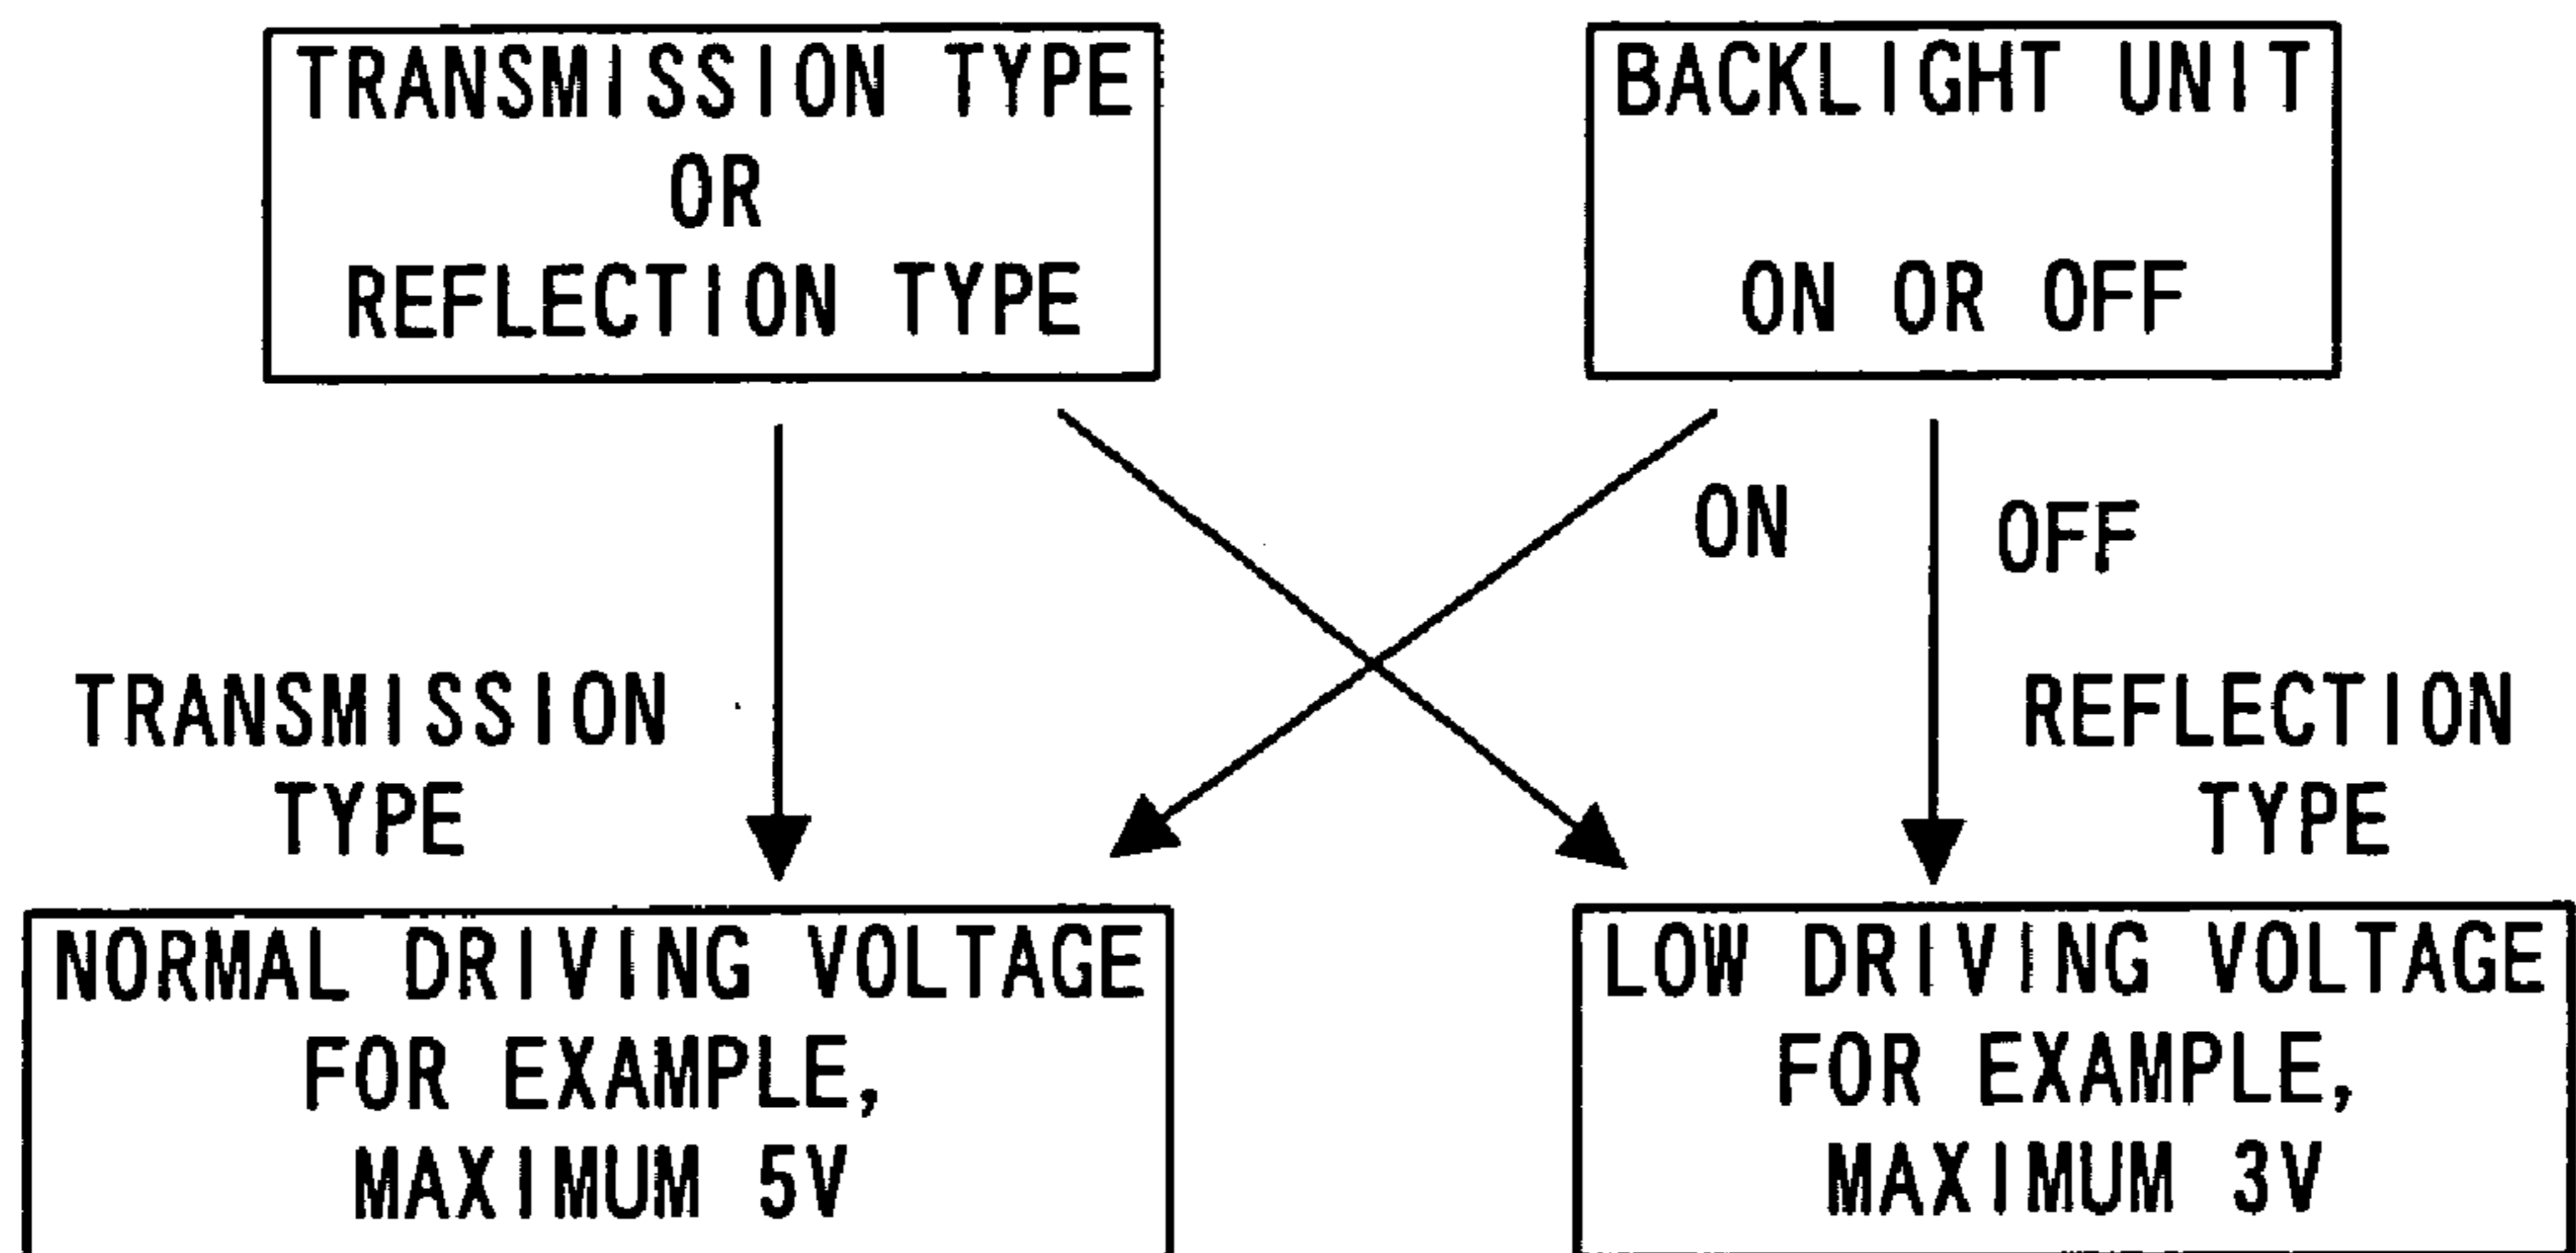 TRANSMISSION TYPE
OR
REFLECTION TYPE
BACKLIGHT UNIT
ON OR OFF
ON
OFF
TRANSMISSION
TYPE
REFLECTION
TYPE
NORMAL DRIVING VOLTAGE
FOR EXAMPLE,
MAXIMUM 5V
LOW DRIVING VOLTAGE
FOR EXAMPLE,
MAXIMUM 3V